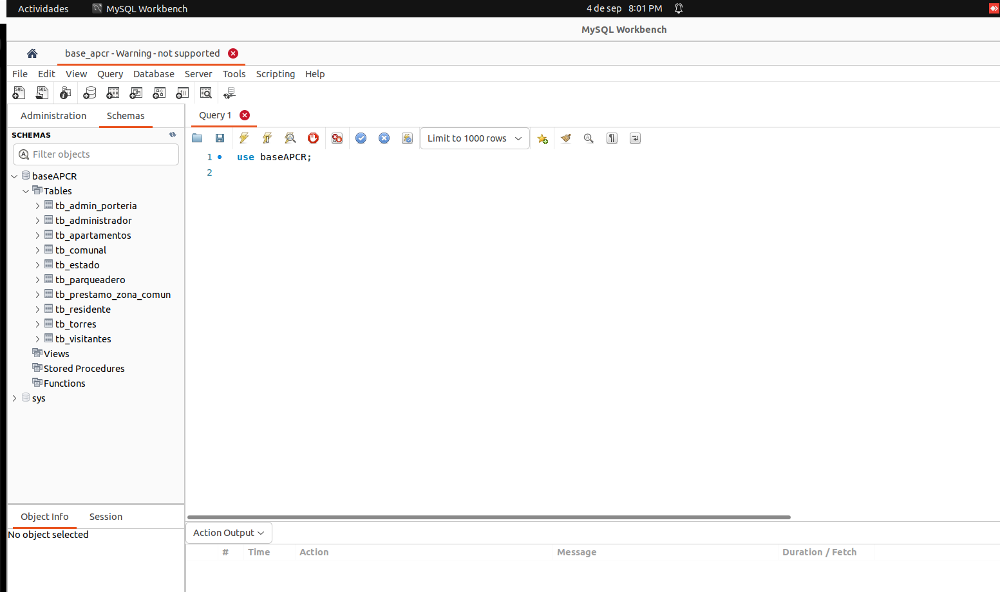 Actividades MySQL Workbench 4 de sep 8:01 PM
MySQL Workbench
base_apcr - Warning - not supported
File Edit View Query Database Server Tools Scripting Help
Administration Schemas
Query 1
SCHEMAS
Filter objects
Limit to 1000 rows
1 use baseAPCR;
2
baseAPCR
Tables
tb_admin_porteria
tb_administrador
tb_apartamentos
tb_comunal
tb_estado
tb_parqueadero
tb_prestamo_zona_comun
tb_residente
tb_torres
tb_visitantes
Views
Stored Procedures
Functions
sys
Object Info Session
No object selected
Action Output
# Time Action Message Duration / Fetch